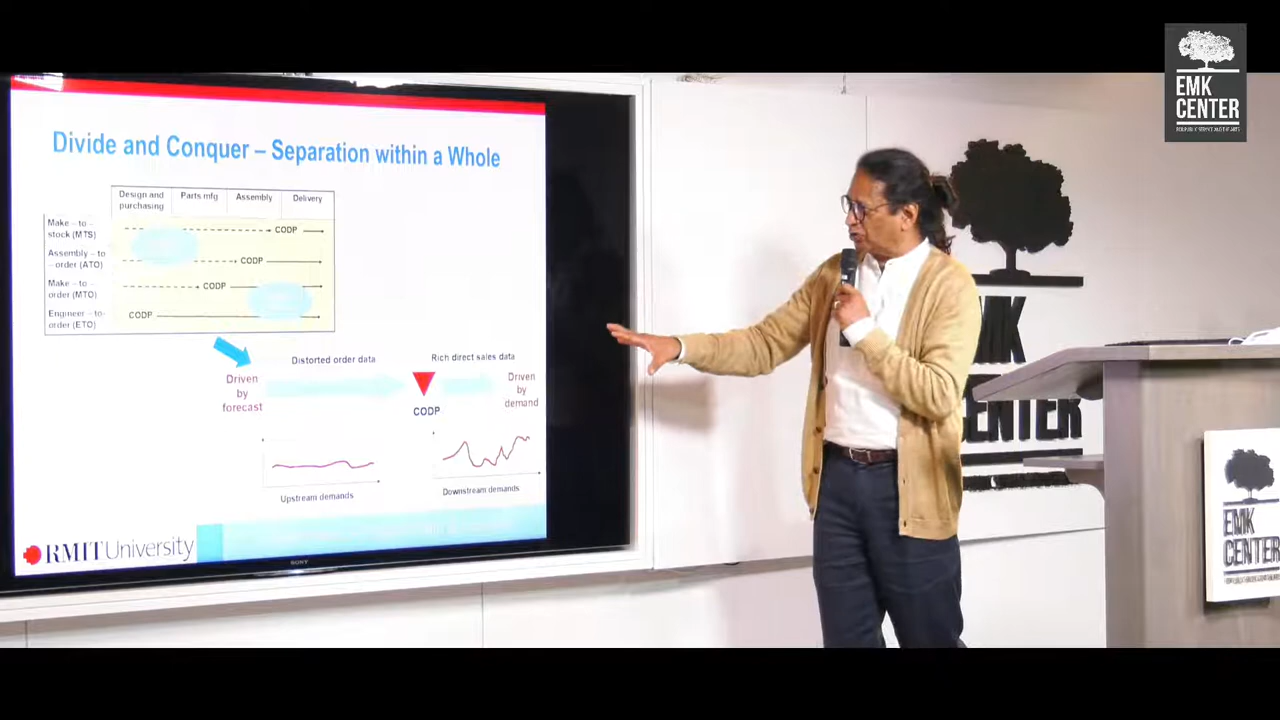 Divide and Conquer – Separation within a Whole
Design and purchasing
Parts mfg
Assembly
Delivery
Make – to –
stock (MTS)
CODP
Assembly – to
– order (ATO)
CODP
Make – to –
order (MTO)
CODP
Engineer – to-
order (ETO)
CODP
Distorted order data
Rich direct sales data
Driven
by
forecast
Driven
by
demand
CODP
Upstream demands
Downstream demands
RMIT University
SONY
EMK
CENTER
EMK
CENTER
EMK
CENTER